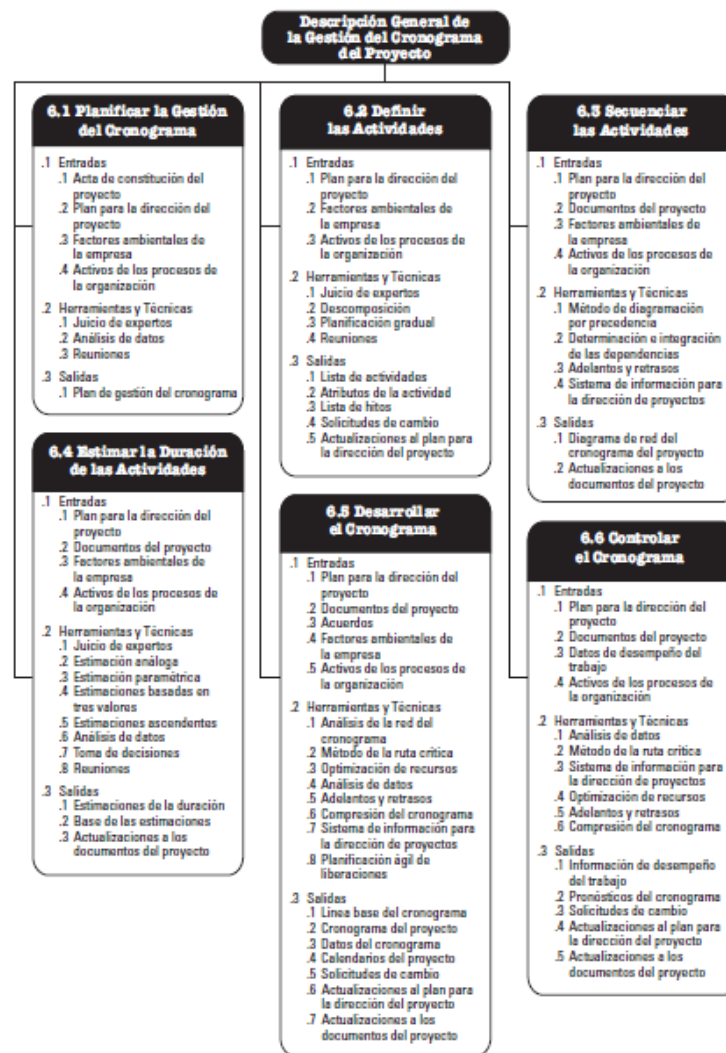 Descripción General de
la Gestión del Cronograma
del Proyecto
6.1 Planificar la Gestión
del Cronograma
.1 Entradas
.1 Acta de constitución del
proyecto
.2 Plan para la dirección del
proyecto
.3 Factores ambientales de
la empresa
.4 Activos de los procesos de
la organización
.2 Herramientas y Técnicas
.1 Juicio de expertos
.2 Análisis de datos
.3 Reuniones
.3 Salidas
.1 Plan de gestión del cronograma
6.2 Definir
las Actividades
.1 Entradas
.1 Plan para la dirección del
proyecto
.2 Factores ambientales de
la empresa
.3 Activos de los procesos de
la organización
.2 Herramientas y Técnicas
.1 Juicio de expertos
.2 Descomposición
.3 Planificación gradual
.4 Reuniones
.3 Salidas
.1 Lista de actividades
.2 Atributos de la actividad
.3 Lista de hitos
.4 Solicitudes de cambio
.5 Actualizaciones al plan para
la dirección del proyecto
6.3 Secuenciar
las Actividades
.1 Entradas
.1 Plan para la dirección del
proyecto
.2 Documentos del proyecto
.3 Factores ambientales de
la empresa
.4 Activos de los procesos de
la organización
.2 Herramientas y Técnicas
.1 Método de diagramación
por precedencia
.2 Determinación e integración
de las dependencias
.3 Adelantos y retrasos
.4 Sistema de información para
la dirección de proyectos
.3 Salidas
.1 Diagrama de red del
cronograma del proyecto
.2 Actualizaciones a los
documentos del proyecto
6.4 Estimar la Duración
de las Actividades
.1 Entradas
.1 Plan para la dirección del
proyecto
.2 Documentos del proyecto
.3 Factores ambientales de
la empresa
.4 Activos de los procesos de
la organización
.2 Herramientas y Técnicas
.1 Juicio de expertos
.2 Estimación análoga
.3 Estimación paramétrica
.4 Estimaciones basadas en
tres valores
.5 Estimaciones ascendentes
.6 Análisis de datos
.7 Toma de decisiones
.8 Reuniones
.3 Salidas
.1 Estimaciones de la duración
.2 Base de las estimaciones
.3 Actualizaciones a los
documentos del proyecto
6.5 Desarrollar
el Cronograma
.1 Entradas
.1 Plan para la dirección del
proyecto
.2 Documentos del proyecto
.3 Acuerdos
.4 Factores ambientales de
la empresa
.5 Activos de los procesos de
la organización
.2 Herramientas y Técnicas
.1 Análisis de la red del
cronograma
.2 Método de la ruta crítica
.3 Optimización de recursos
.4 Análisis de datos
.5 Adelantos y retrasos
.6 Compresión del cronograma
.7 Sistema de información para
la dirección de proyectos
.8 Planificación ágil de
liberaciones
.3 Salidas
.1 Línea base del cronograma
.2 Cronograma del proyecto
.3 Datos del cronograma
.4 Calendarios del proyecto
.5 Solicitudes de cambio
.6 Actualizaciones al plan para
la dirección del proyecto
.7 Actualizaciones a los
documentos del proyecto
6.6 Controlar
el Cronograma
.1 Entradas
.1 Plan para la dirección del
proyecto
.2 Documentos del proyecto
.3 Datos de desempeño del
trabajo
.4 Activos de los procesos de
la organización
.2 Herramientas y Técnicas
.1 Análisis de datos
.2 Método de la ruta crítica
.3 Sistema de información para
la dirección de proyectos
.4 Optimización de recursos
.5 Adelantos y retrasos
.6 Compresión del cronograma
.3 Salidas
.1 Información de desempeño
del trabajo
.2 Pronósticos del cronograma
.3 Solicitudes de cambio
.4 Actualizaciones al plan para
la dirección del proyecto
.5 Actualizaciones a los
documentos del proyecto